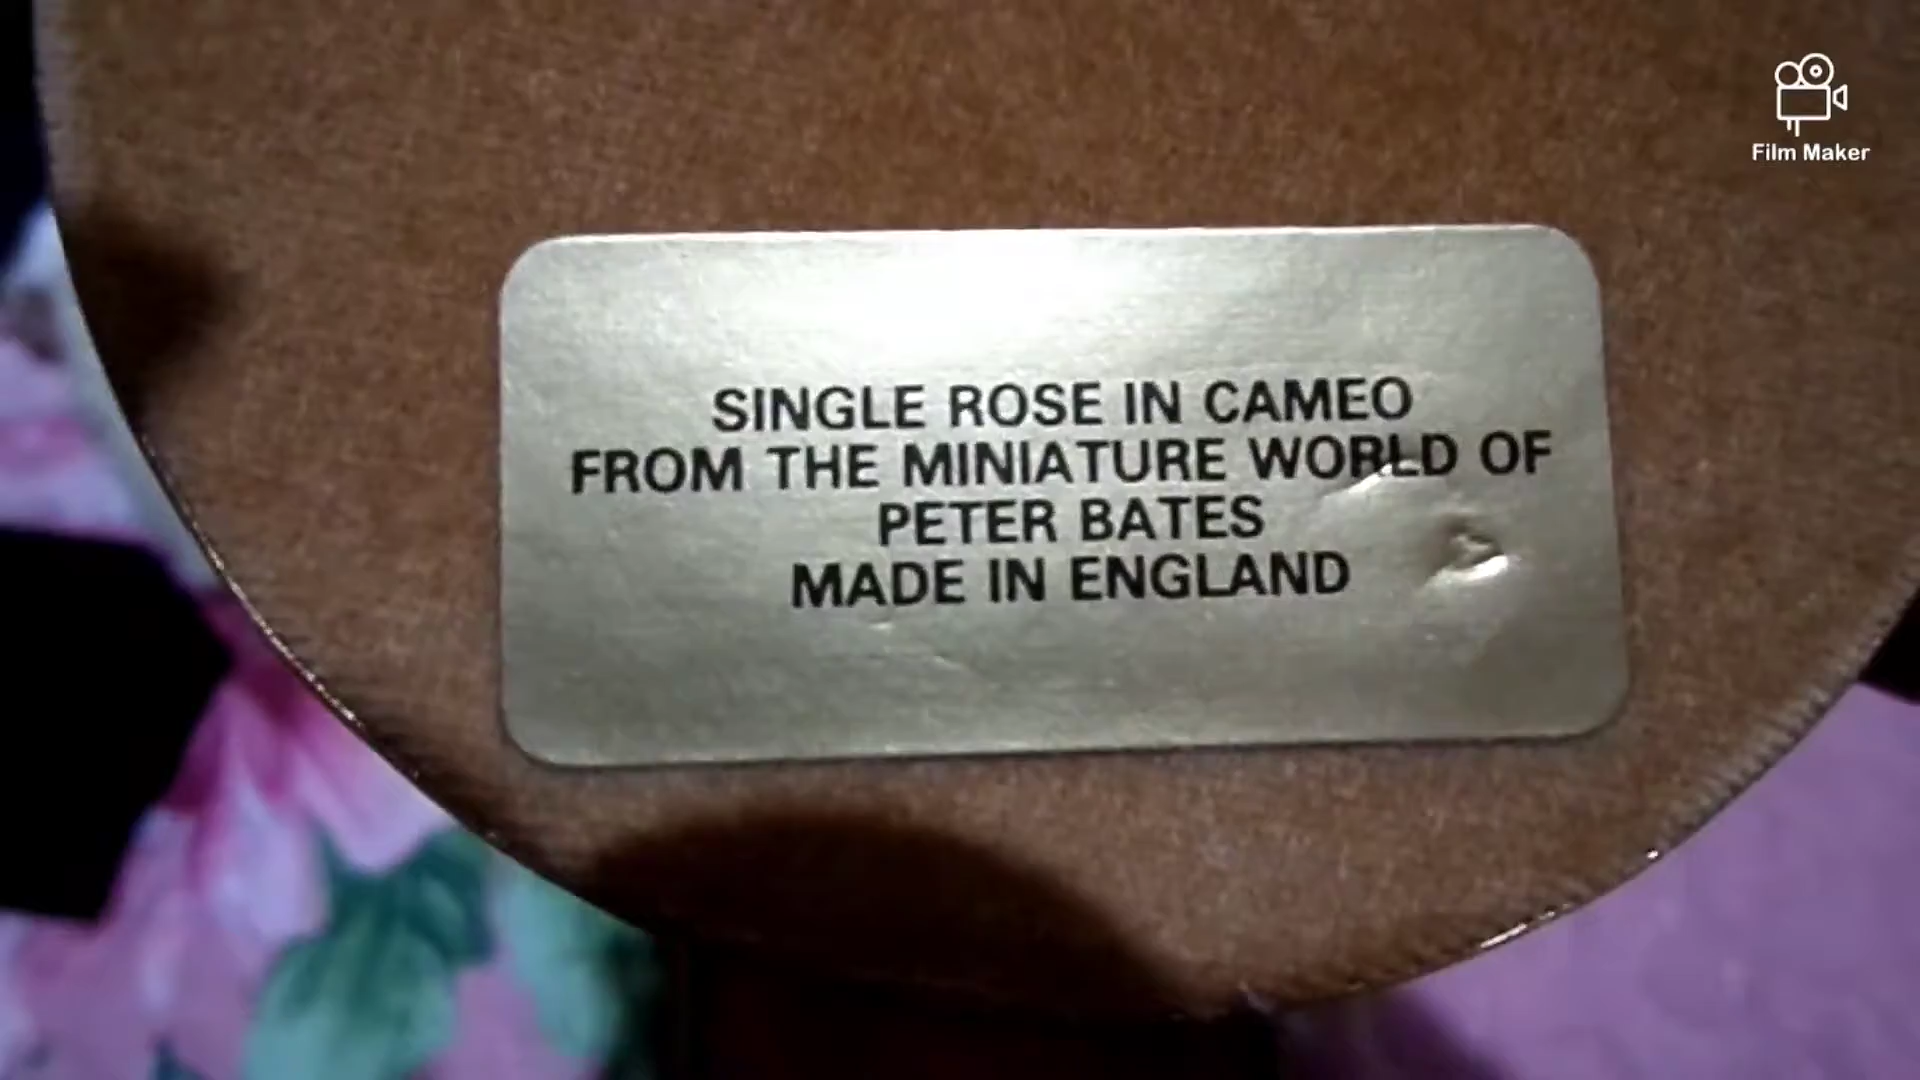 Film Maker
SINGLE ROSE IN CAMEO
FROM THE MINIATURE WORLD OF
PETER BATES
MADE IN ENGLAND